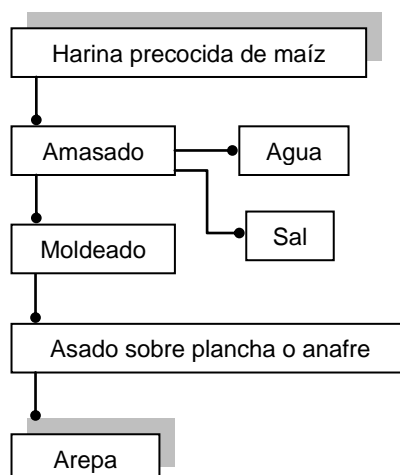 Harina precocida de maíz
Amasado
Agua
Sal
Moldeado
Asado sobre plancha o anafre
Arepa